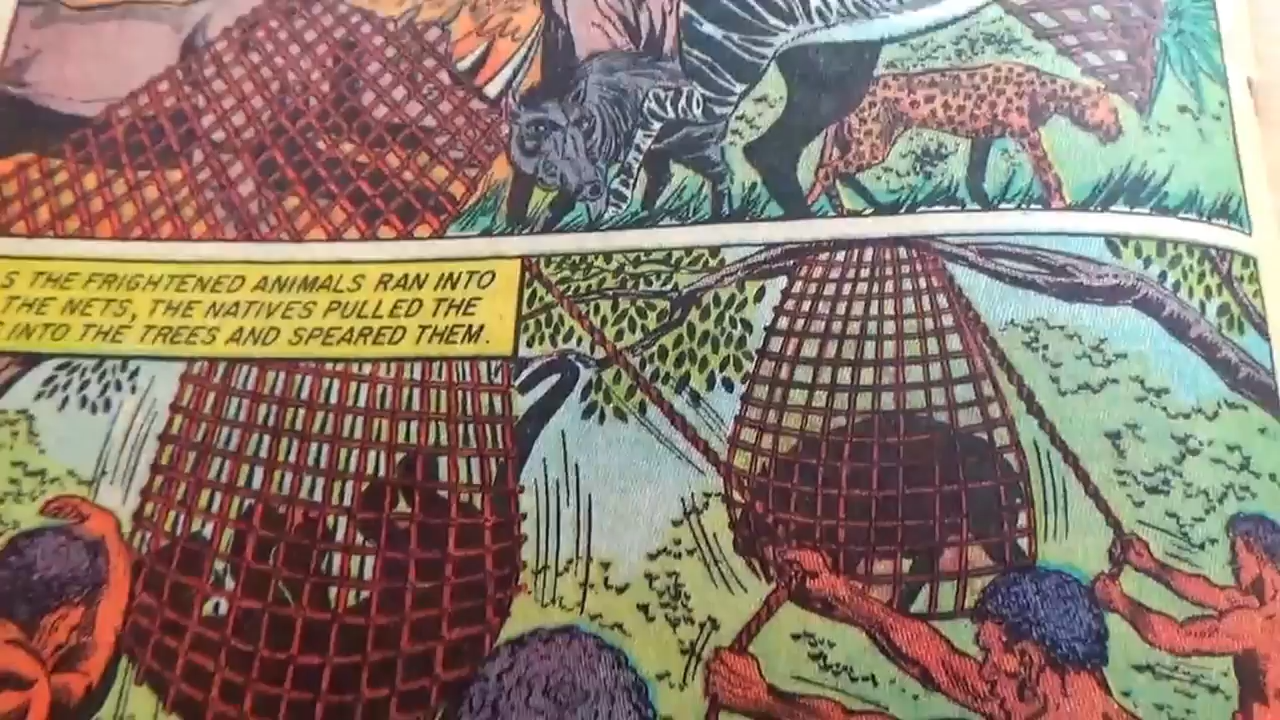 S THE FRIGHTENED ANIMALS RAN INTO
THE NETS, THE NATIVES PULLED THE
INTO THE TREES AND SPEARED THEM.